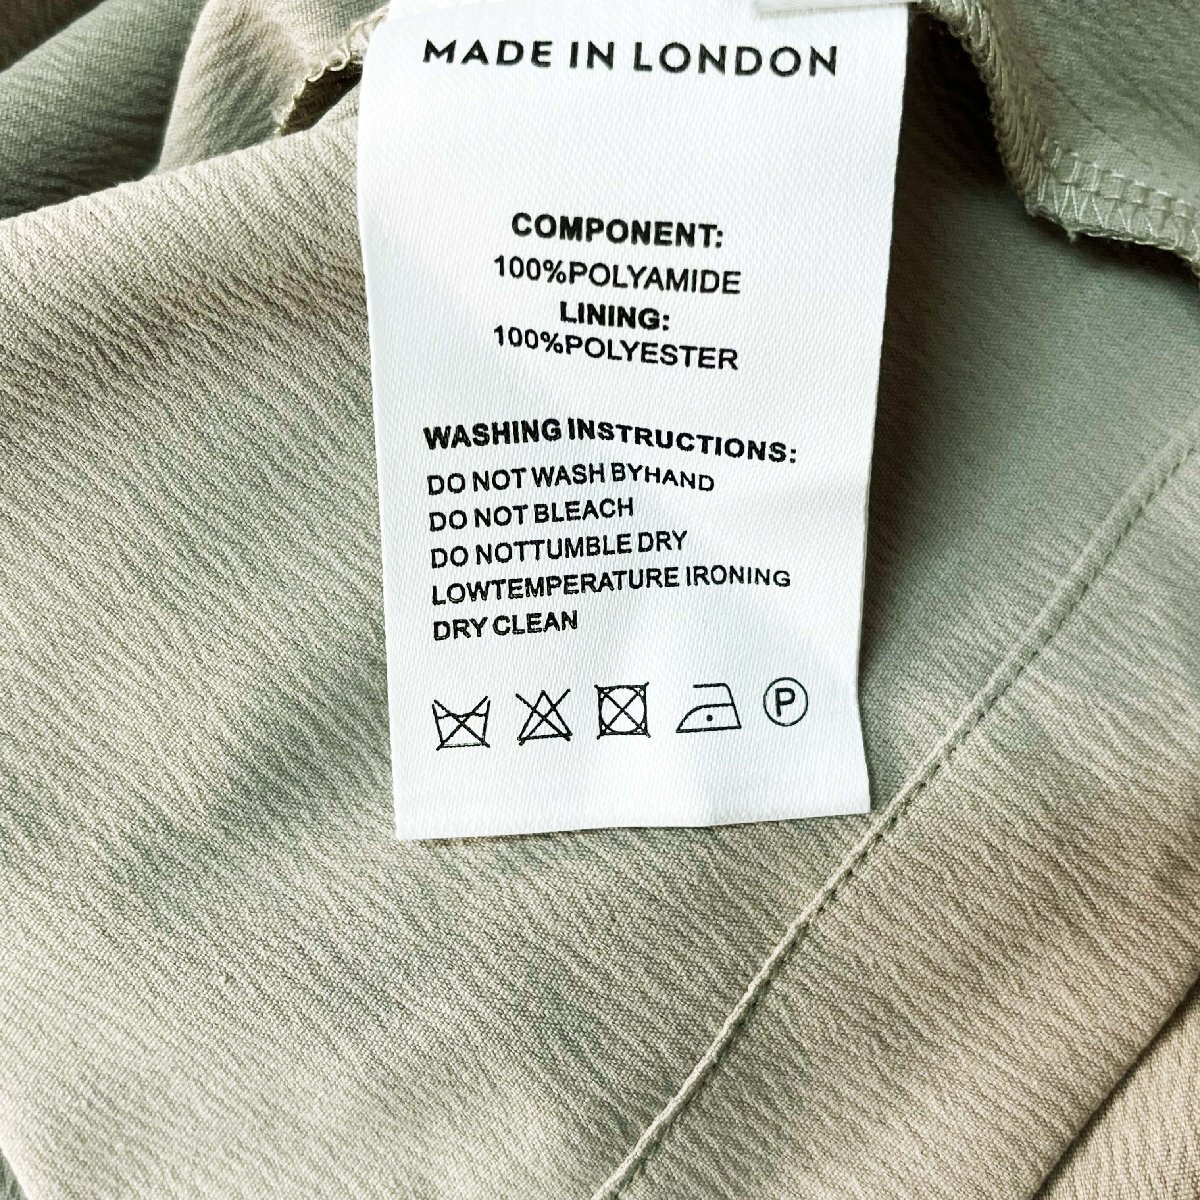 MADE IN LONDON
COMPONENT:
100%POLYAMIDE
LINING:
100%POLYESTER
WASHING INSTRUCTIONS:
DO NOT WASH BYHAND
DO NOT BLEACH
DO NOTTUMBLE DRY
LOWTEMPERATURE IRONING
DRY CLEAN
P